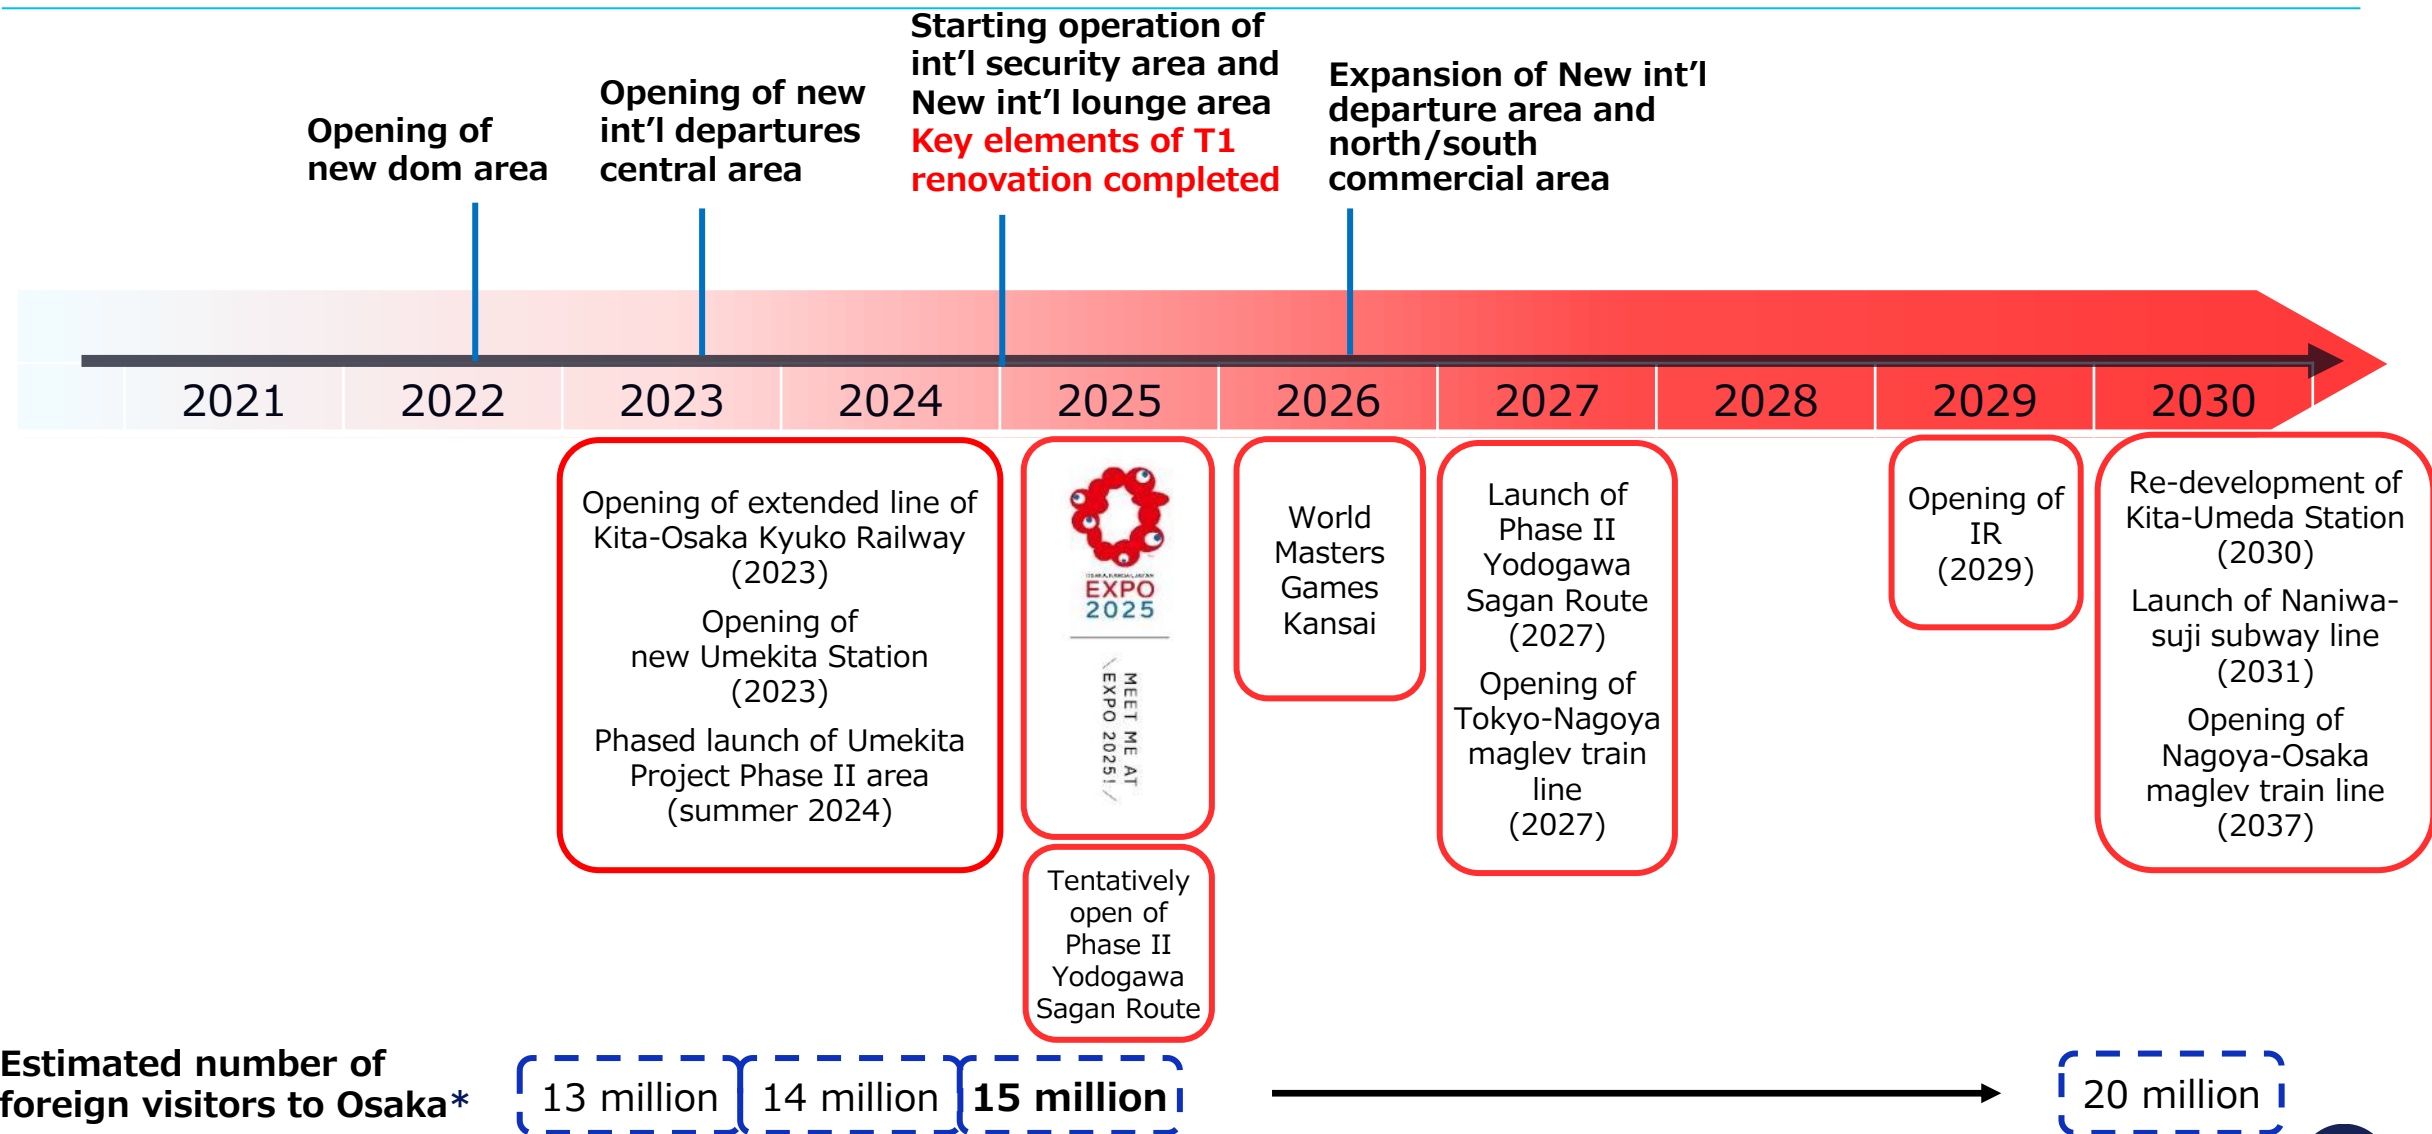 Opening of
new dom area
Opening of new
int’l departures
central area
Starting operation of
int’l security area and
New int’l lounge area
Key elements of T1
renovation completed
Expansion of New int’l
departure area and
north/south
commercial area
2021
2022
2023
2024
2025
2026
2027
2028
2029
2030
Opening of extended line of
Kita-Osaka Kyuko Railway
(2023)
Opening of
new Umekita Station
(2023)
Phased launch of Umekita
Project Phase II area
(summer 2024)
EXPO
2025
MEET ME AT
\EXPO 2025!/
Tentatively
open of
Phase II
Yodogawa
Sagan Route
World
Masters
Games
Kansai
Launch of
Phase II
Yodogawa
Sagan Route
(2027)
Opening of
Tokyo-Nagoya
maglev train
line
(2027)
Opening of
IR
(2029)
Re-development of
Kita-Umeda Station
(2030)
Launch of Naniwa-
suji subway line
(2031)
Opening of
Nagoya-Osaka
maglev train line
(2037)
Estimated number of
foreign visitors to Osaka*
13 million
14 million
15 million
20 million